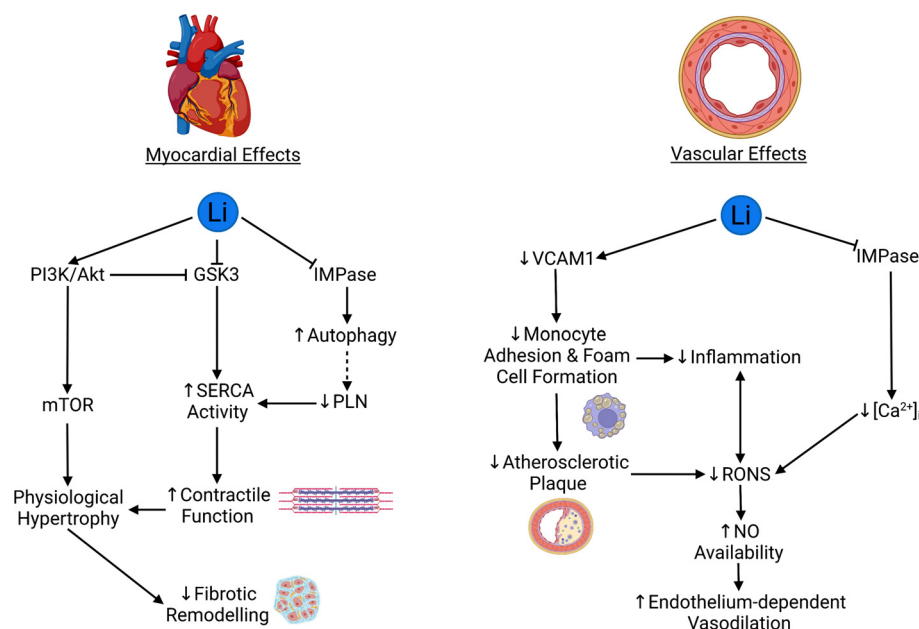 Myocardial Effects
Vascular Effects
Li
PI3K/Akt
GSK3
IMPase
↑Autophagy
mTOR
↑SERCA
Activity
↓PLN
Physiological
Hypertrophy
↑Contractile
Function
↓Fibrotic
Remodelling
Li
↓VCAM1
IMPase
↓Monocyte
Adhesion & Foam
Cell Formation
↓Inflammation
↓[Ca²⁺]ᵢ
↓Atherosclerotic
Plaque
↓RONS
↑NO
Availability
↑Endothelium-dependent
Vasodilation